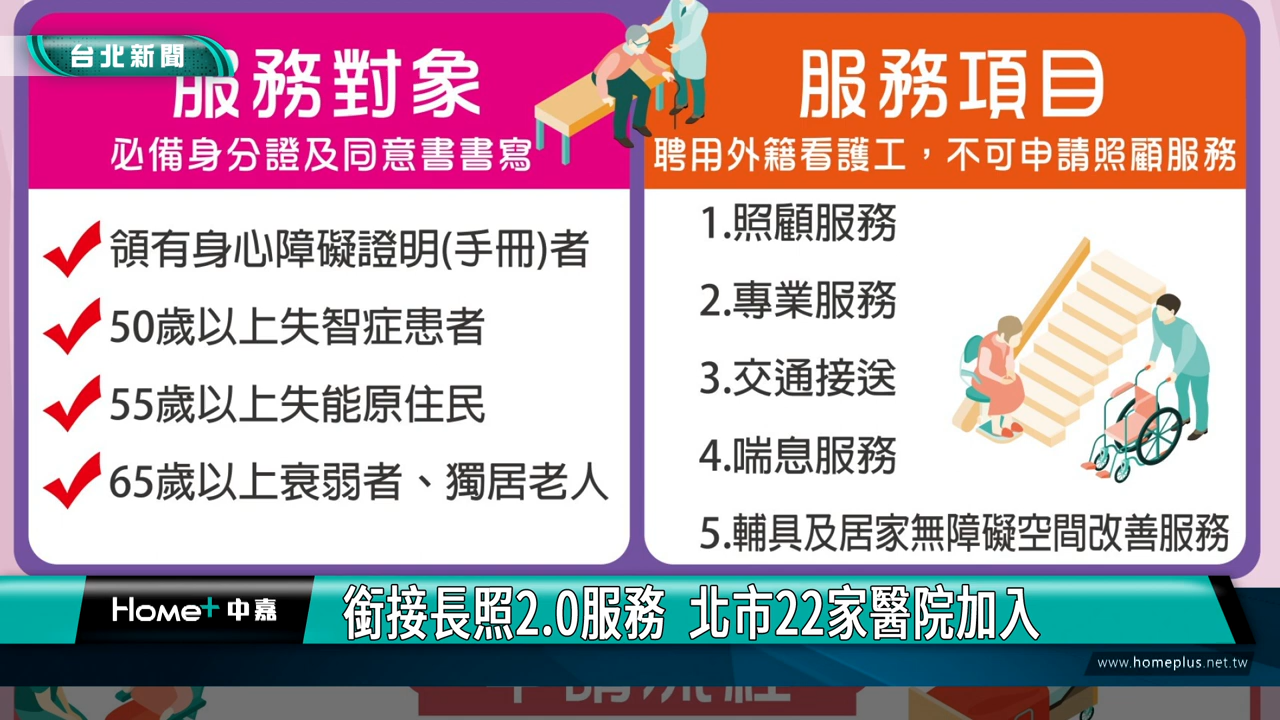 台北新聞
服務對象
必備身分證及同意書書寫
領有身心障礙證明(手冊)者
50歲以上失智症患者
55歲以上失能原住民
65歲以上衰弱者、獨居老人
服務項目
聘用外籍看護工，不可申請照顧服務
1.照顧服務
2.專業服務
3.交通接送
4.喘息服務
5.輔具及居家無障礙空間改善服務
Home+中嘉
銜接長照2.0服務 北市22家醫院加入
www.homeplus.net.tw